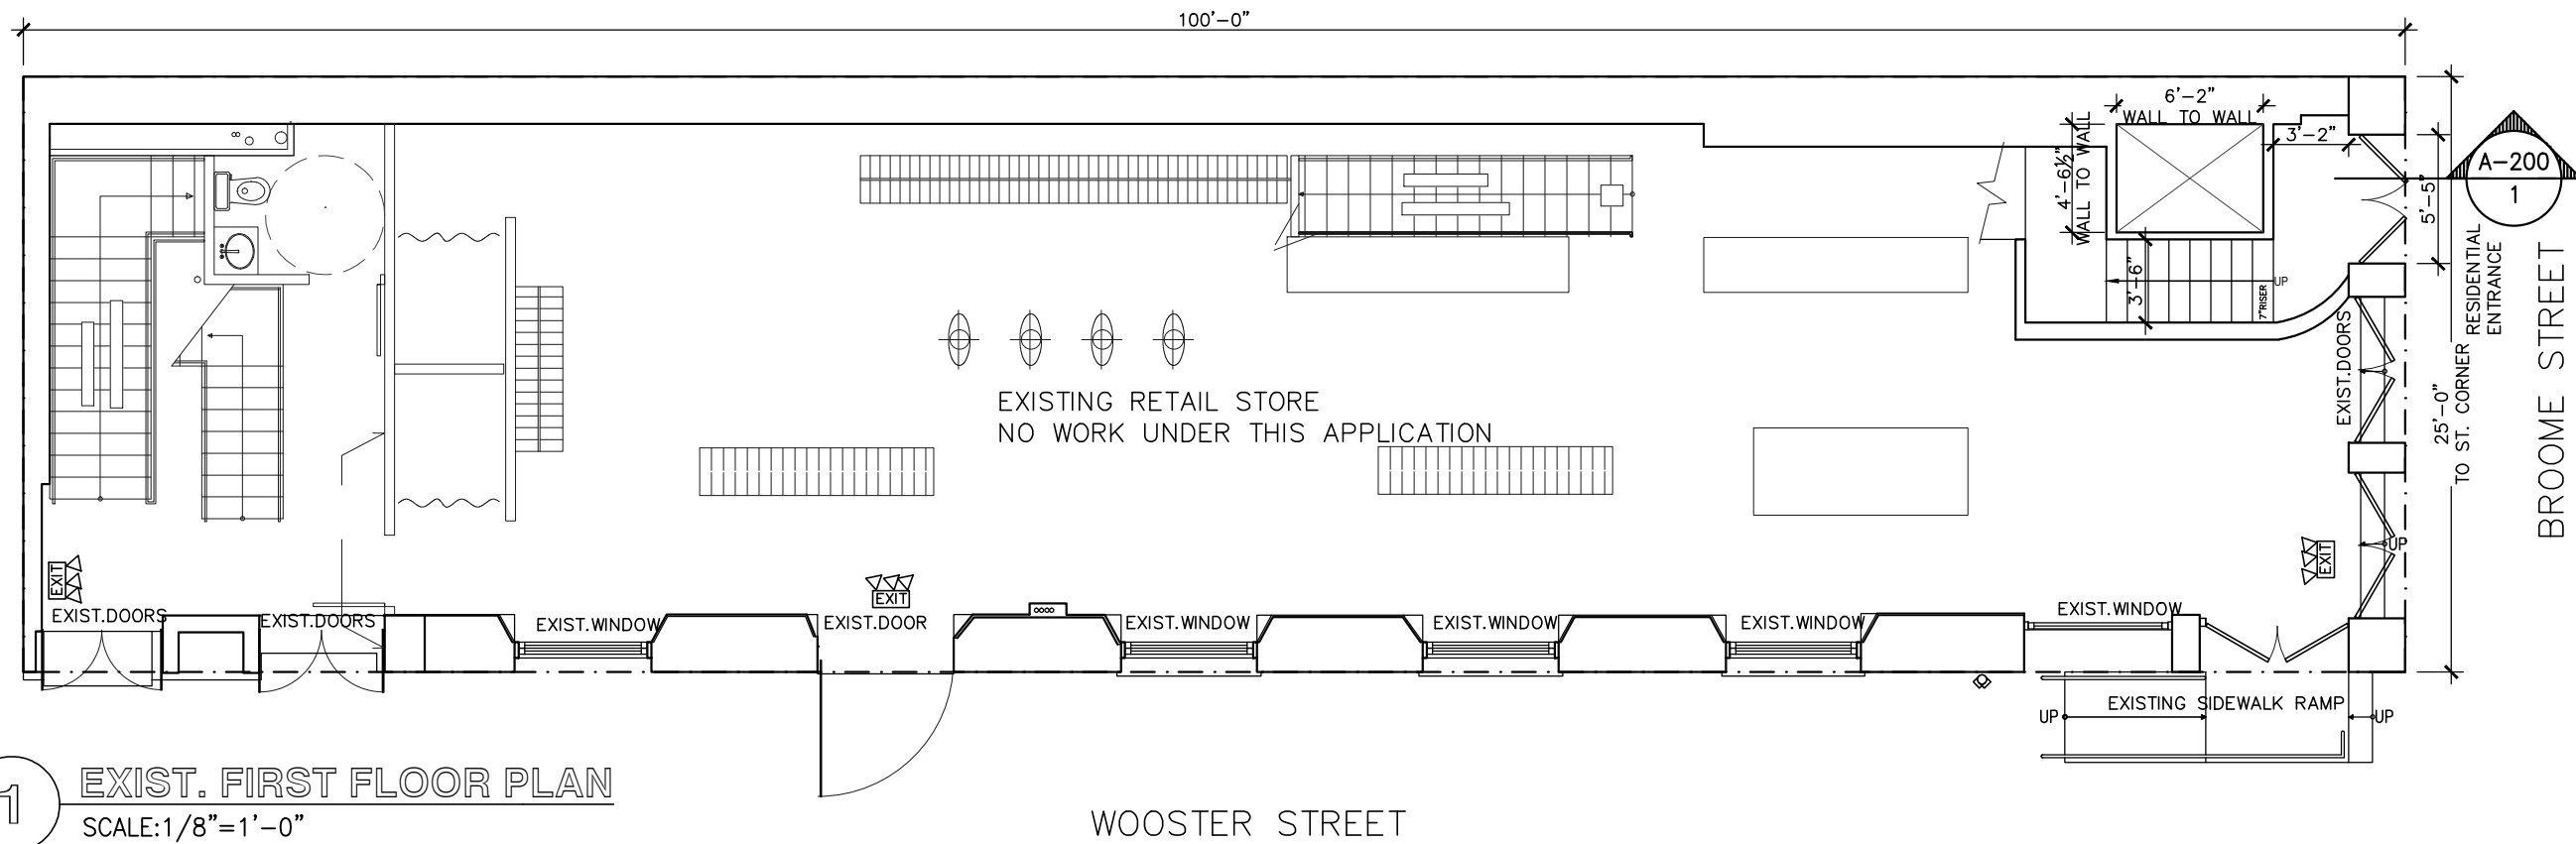 100'-0"
6'-2"
WALL TO WALL
4'-6½"
WALL TO WALL
3'-2"
5'-5"
A-200
1
RESIDENTIAL
ENTRANCE
BROOME STREET
3'-6"
UP
7"RISER
EXIST.DOORS
25'-0"
TO ST. CORNER
EXISTING RETAIL STORE
NO WORK UNDER THIS APPLICATION
UP
EXIT
EXIT
EXIT
EXIST.DOORS
EXIST.DOORS
EXIST.WINDOW
EXIST.DOOR
EXIST.WINDOW
EXIST.WINDOW
EXIST.WINDOW
EXIST.WINDOW
EXISTING SIDEWALK RAMP
UP
UP
1
EXIST. FIRST FLOOR PLAN
SCALE:1/8"=1'-0"
WOOSTER STREET